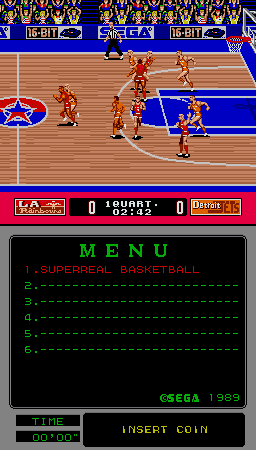 16-BIT SEGA 16-BIT
LA Rainbows 0 1QUART. 0 Detroit JETS
02:42
MENU
1.SUPERREAL BASKETBALL
2.
3.
4.
5.
6.
©SEGA 1989
TIME
00'00"
INSERT COIN